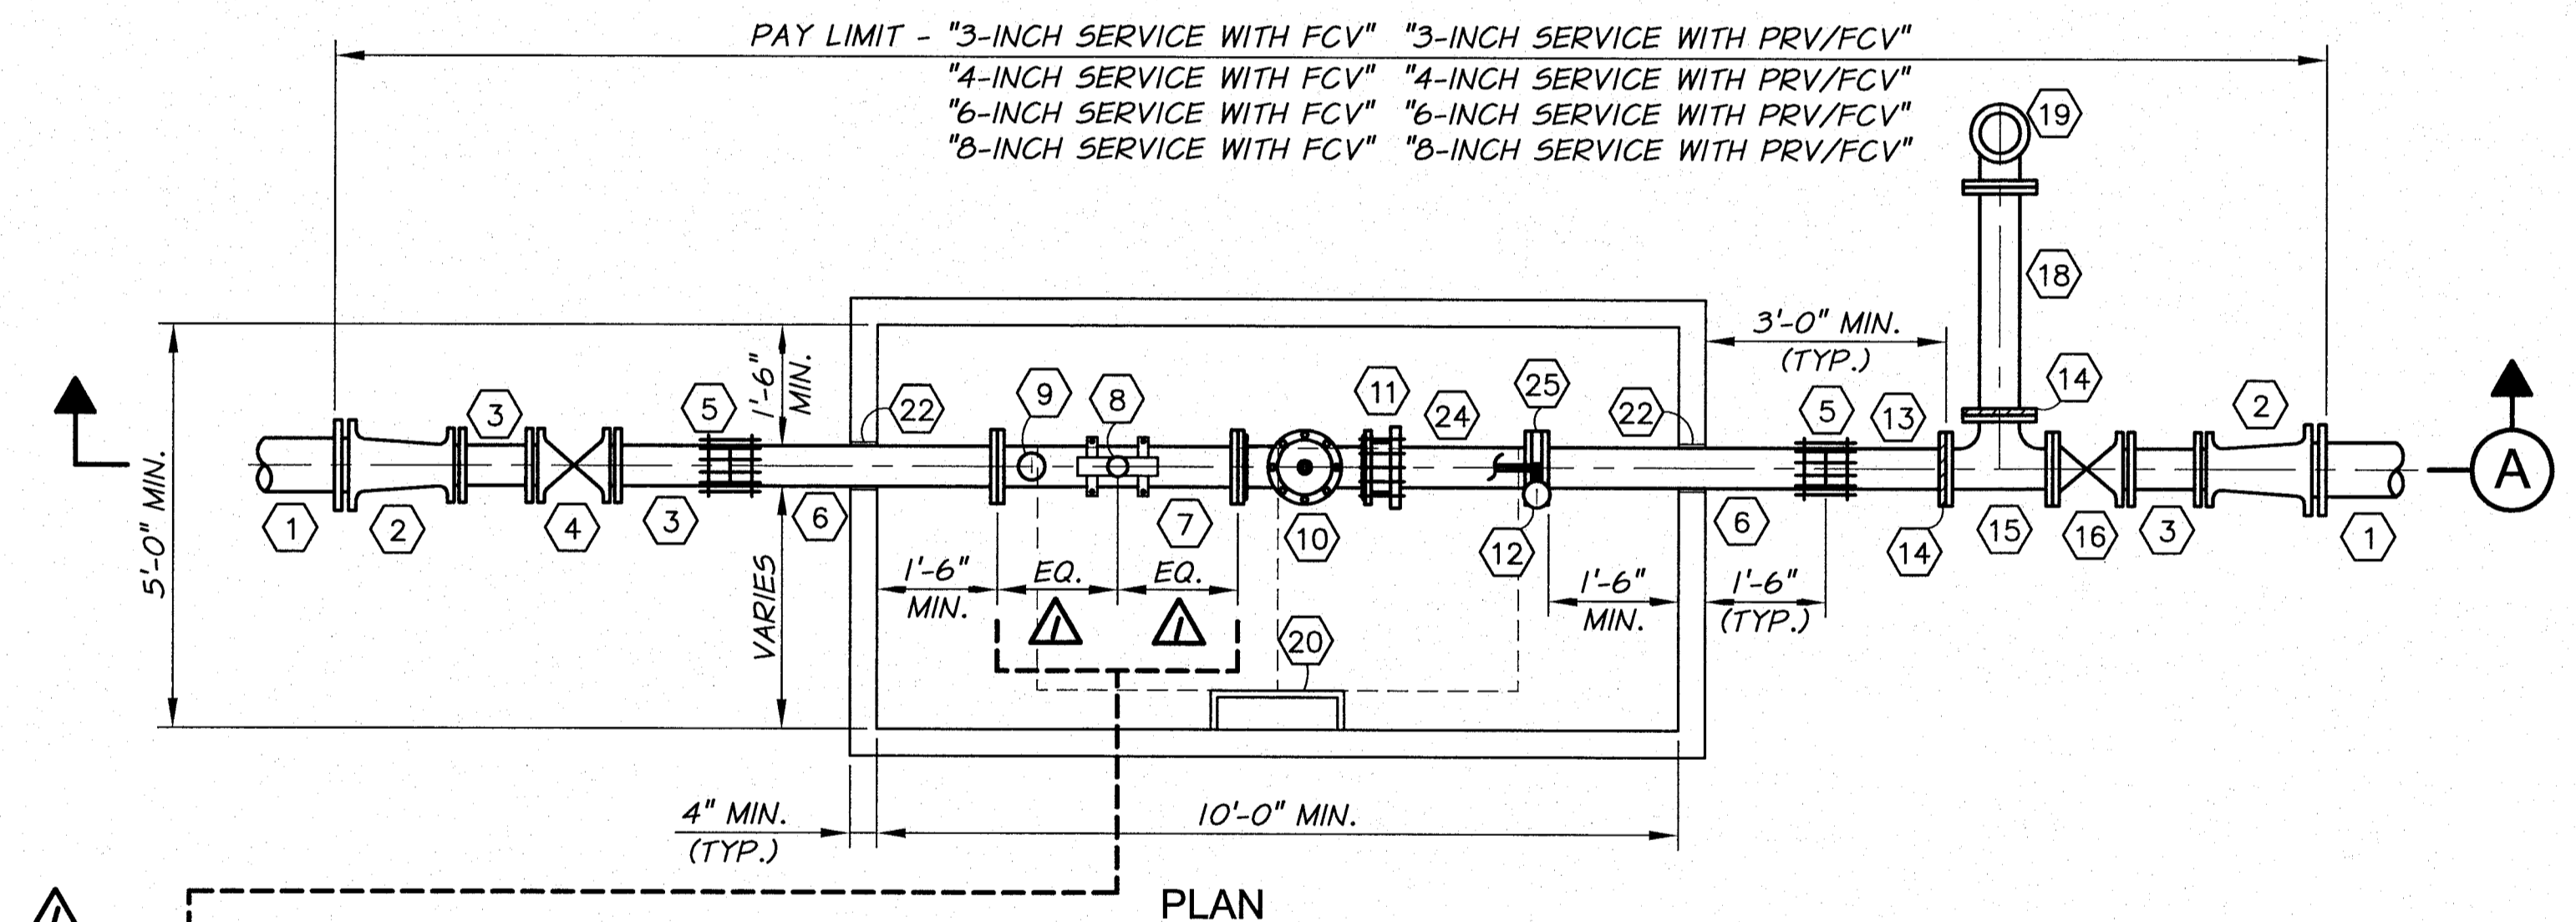 PAY LIMIT - "3-INCH SERVICE WITH FCV" "3-INCH SERVICE WITH PRV/FCV"
"4-INCH SERVICE WITH FCV" "4-INCH SERVICE WITH PRV/FCV"
"6-INCH SERVICE WITH FCV" "6-INCH SERVICE WITH PRV/FCV"
"8-INCH SERVICE WITH FCV" "8-INCH SERVICE WITH PRV/FCV"
19
18
3'-0" MIN.
(TYP.)
1'-6"
MIN.
5'-0" MIN.
3
5
22
9
8
11
24
25
22
5
13
14
2
A
1
2
4
3
6
7
10
12
6
14
15
16
3
1
VARIES
1'-6"
MIN.
EQ.
EQ.
1'-6"
MIN.
1'-6"
(TYP.)
20
4" MIN.
(TYP.)
10'-0" MIN.
PLAN